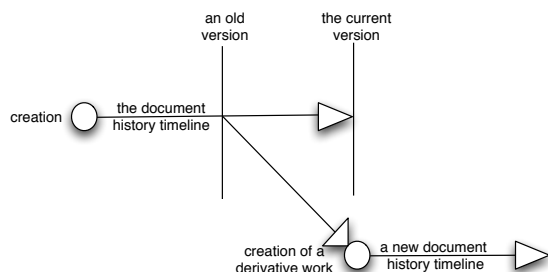 an old
version
the current
version
creation
the document
history timeline
creation of a
derivative work
a new document
history timeline